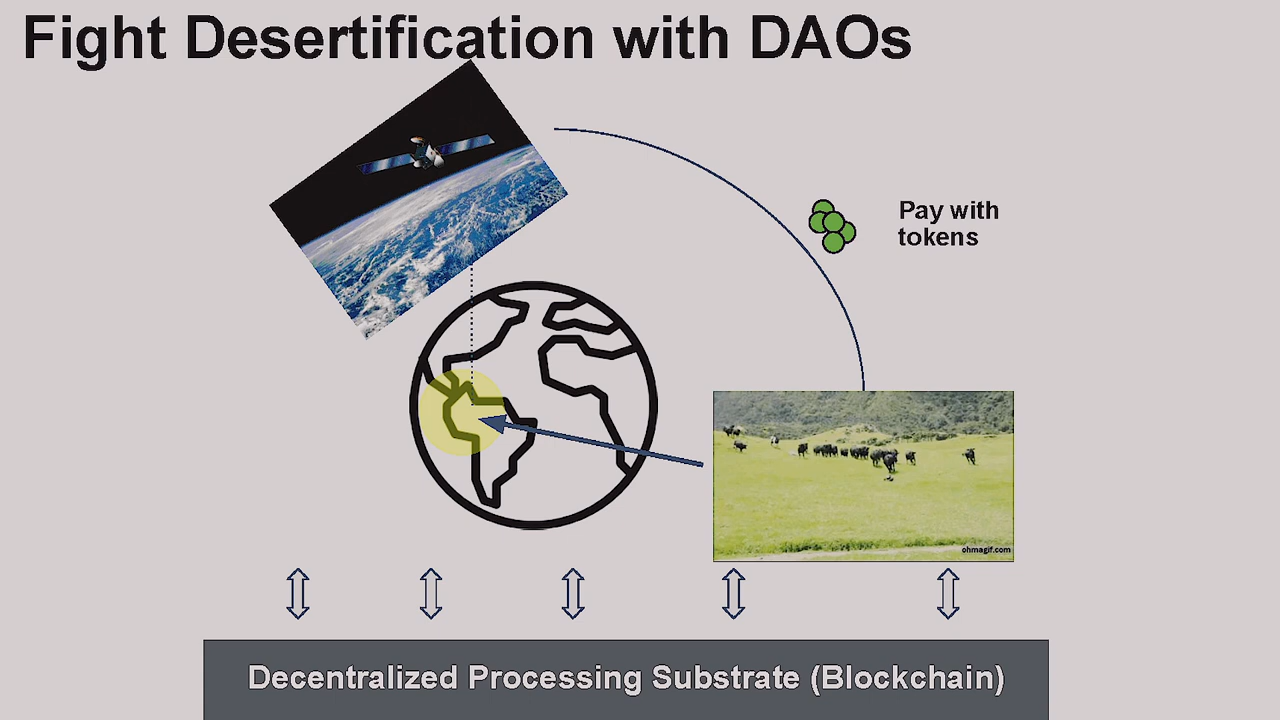 Fight Desertification with DAOs
Pay with
tokens
ohmagif.com
Decentralized Processing Substrate (Blockchain)